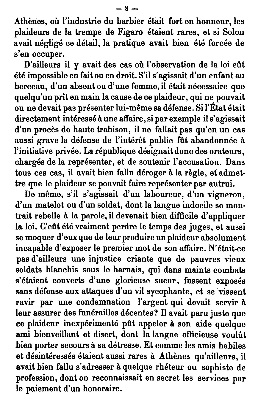 — 8 —
Athènes, où l'industrie du barbier était fort en honneur, les
plaideurs de la trempe de Figaro étaient rares, et si Solon
avait négligé ce détail, la pratique avait bien été forcée de
s'en occuper.
D'ailleurs il y avait des cas où l'observation de la loi eût
été impossible en fait ou en droit. S'il s'agissait d'un enfant au
berceau, d'un absent ou d'une femme, il était nécessaire que
quelqu'un prît en main la cause de ce plaideur, qui ne pouvait
ou ne devait pas présenter lui-même sa défense. Si l'État était
directement intéressé à une affaire, si par exemple il s'agissait
d'un procès de haute trahison, il ne fallait pas qu'en un cas
aussi grave la défense de l'intérêt public fût abandonnée à
l'initiative privée. La république désignait donc des orateurs,
chargés de la représenter, et de soutenir l'accusation. Dans
tous ces cas, il avait bien fallu déroger à la règle, et admet-
tre que le plaideur se pouvait faire représenter par autrui.
De même, s'il s'agissait d'un laboureur, d'un vigneron,
d'un matelot ou d'un soldat, dont la langue indocile se mon-
trait rebelle à la parole, il devenait bien difficile d'appliquer
la loi. C'eût été vraiment perdre le temps des juges, et aussi
se moquer d'eux que de leur produire un plaideur absolument
incapable d'exposer le premier mot de son affaire. N'était-ce
pas d'ailleurs une injustice criante que de pauvres vieux
soldats blanchis sous le harnais, qui dans maints combats
s'étaient couverts d'une glorieuse sueur, fussent exposés
sans défense aux attaques d'un vil sycophante, et se vissent
ravir par une condamnation l'argent qui devait servir à
leur assurer des funérailles décentes? Il avait paru juste que
ce plaideur inexpérimenté pût appeler à son aide quelque
ami bienveillant et disert, dont la langue officieuse voulût
bien porter secours à sa détresse. Et comme les amis habiles
et désintéressés étaient aussi rares à Athènes qu'ailleurs, il
avait bien fallu s'adresser à quelque rhéteur ou sophiste de
profession, dont on reconnaissait en secret les services par
le paiement d'un honoraire.